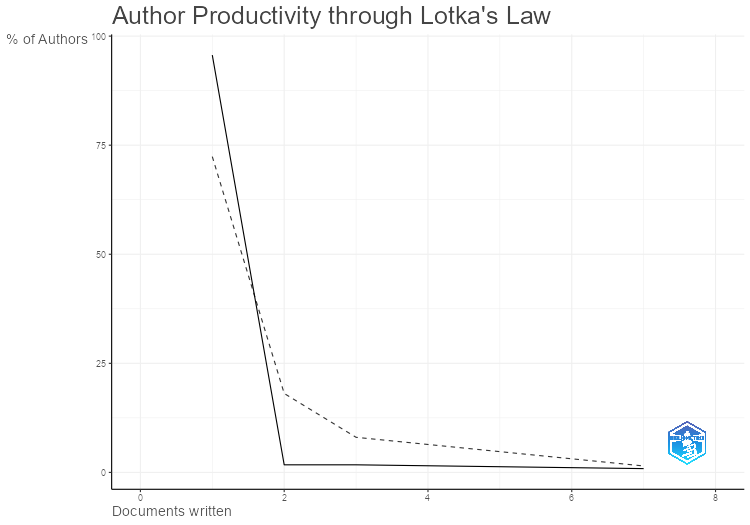 Author Productivity through Lotka's Law
% of Authors
100
75
50
25
0
0 2 4 6 8
Documents written